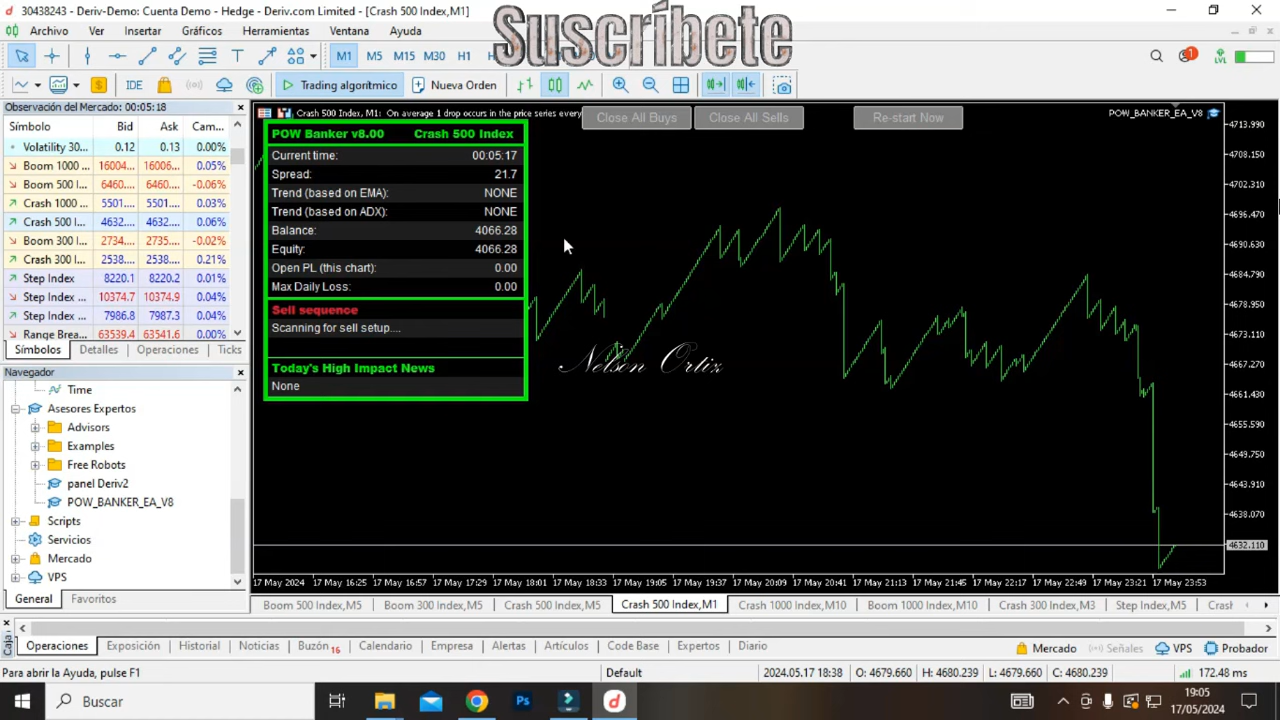 30438243 - Deriv-Demo: Cuenta Demo - Hedge - Deriv.com Limited - [Crash 500 Index,M1]
Suscríbete
Archivo Ver Insertar Gráficos Herramientas Ventana Ayuda
M1 M5 M15 M30 H1
1
LVL
IDE Trading algorítmico Nueva Orden
Observación del Mercado: 00:05:18
Símbolo Bid Ask Cam...
Volatility 30... 0.12 0.13 0.00%
Boom 1000 ... 16004... 16006... 0.05%
Boom 500 I... 6460.... 6460.... -0.06%
Crash 1000 ... 5501.... 5501.... 0.03%
Crash 500 I... 4632.... 4632.... 0.06%
Boom 300 I... 2734.... 2735.... -0.02%
Crash 300 I... 2538.... 2538.... 0.21%
Step Index 8220.1 8220.2 0.01%
Step Index ... 10374.7 10374.9 0.04%
Step Index ... 7986.8 7987.3 0.04%
Range Brea... 63539.4 63541.6 0.00%
Símbolos Detalles Operaciones Ticks
Navegador
Time
Asesores Expertos
Advisors
Examples
Free Robots
panel Deriv2
POW_BANKER_EA_V8
Scripts
Servicios
Mercado
VPS
General Favoritos
Crash 500 Index, M1: On average 1 drop occurs in the price series every
Close All Buys Close All Sells Re-start Now
POW_BANKER_EA_V8
POW Banker v8.00 Crash 500 Index
Current time: 00:05:17
Spread: 21.7
Trend (based on EMA): NONE
Trend (based on ADX): NONE
Balance: 4066.28
Equity: 4066.28
Open PL (this chart): 0.00
Max Daily Loss: 0.00
Sell sequence
Scanning for sell setup....
Today's High Impact News
None
Nelson Ortiz
4713.990
4708.150
4702.310
4696.470
4690.630
4684.790
4678.950
4673.110
4667.270
4661.430
4655.590
4649.750
4643.910
4638.070
4632.110
17 May 2024 17 May 16:25 17 May 16:57 17 May 17:29 17 May 18:01 17 May 18:33 17 May 19:05 17 May 19:37 17 May 20:09 17 May 20:41 17 May 21:13 17 May 21:45 17 May 22:17 17 May 22:49 17 May 23:21 17 May 23:53
Boom 500 Index,M5 Boom 300 Index,M5 Crash 500 Index,M5 Crash 500 Index,M1 Crash 1000 Index,M10 Boom 1000 Index,M10 Crash 300 Index,M3 Step Index,M5 Crash
Caja
Operaciones Exposición Historial Noticias Buzón 16 Calendario Empresa Alertas Artículos Code Base Expertos Diario Mercado Señales VPS Probador
Para abrir la Ayuda, pulse F1 Default 2024.05.17 18:38 O: 4679.660 H: 4680.239 L: 4679.660 C: 4680.239 172.48 ms
Buscar
Ps
19:05
17/05/2024